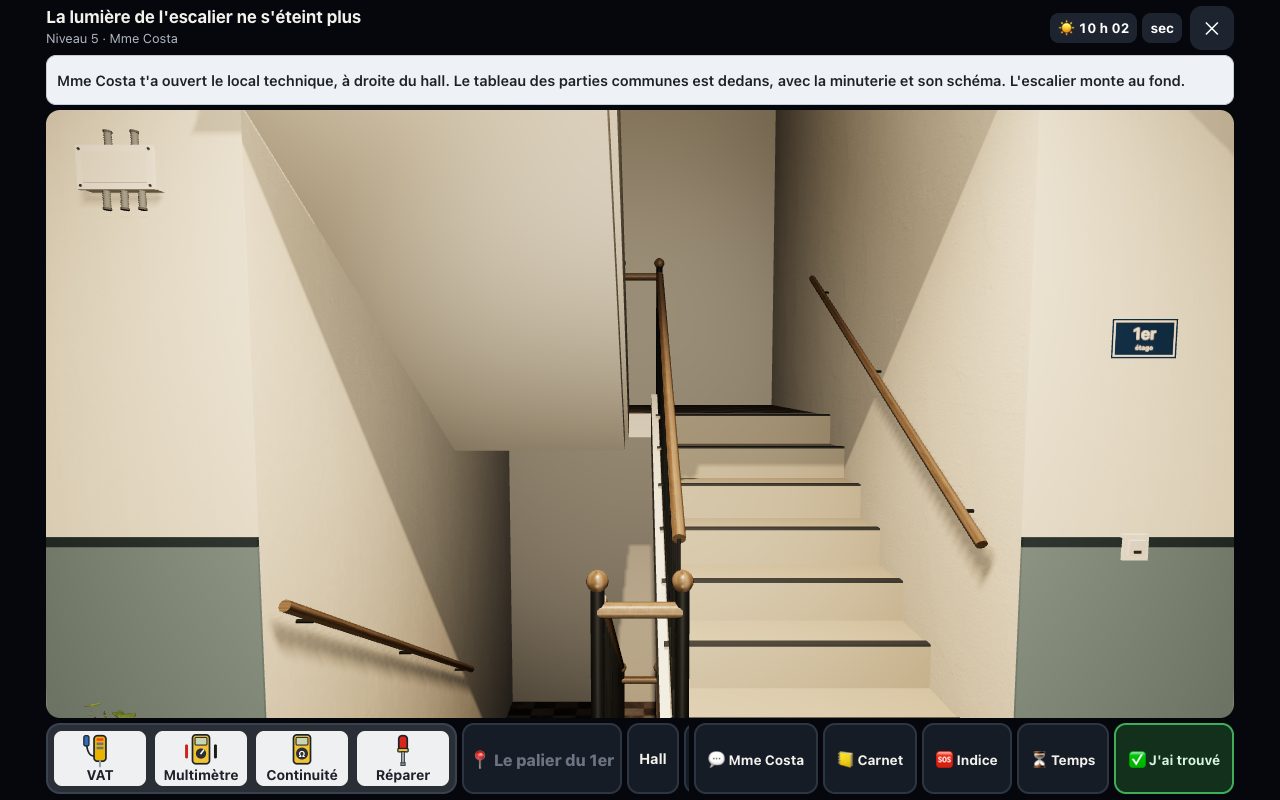 La lumière de l'escalier ne s'éteint plus
Niveau 5 · Mme Costa
10 h 02
sec
Mme Costa t'a ouvert le local technique, à droite du hall. Le tableau des parties communes est dedans, avec la minuterie et son schéma. L'escalier monte au fond.
1er
étage
VAT
Multimètre
Continuité
Réparer
Le palier du 1er
Hall
Mme Costa
Carnet
SOS
Indice
Temps
J'ai trouvé